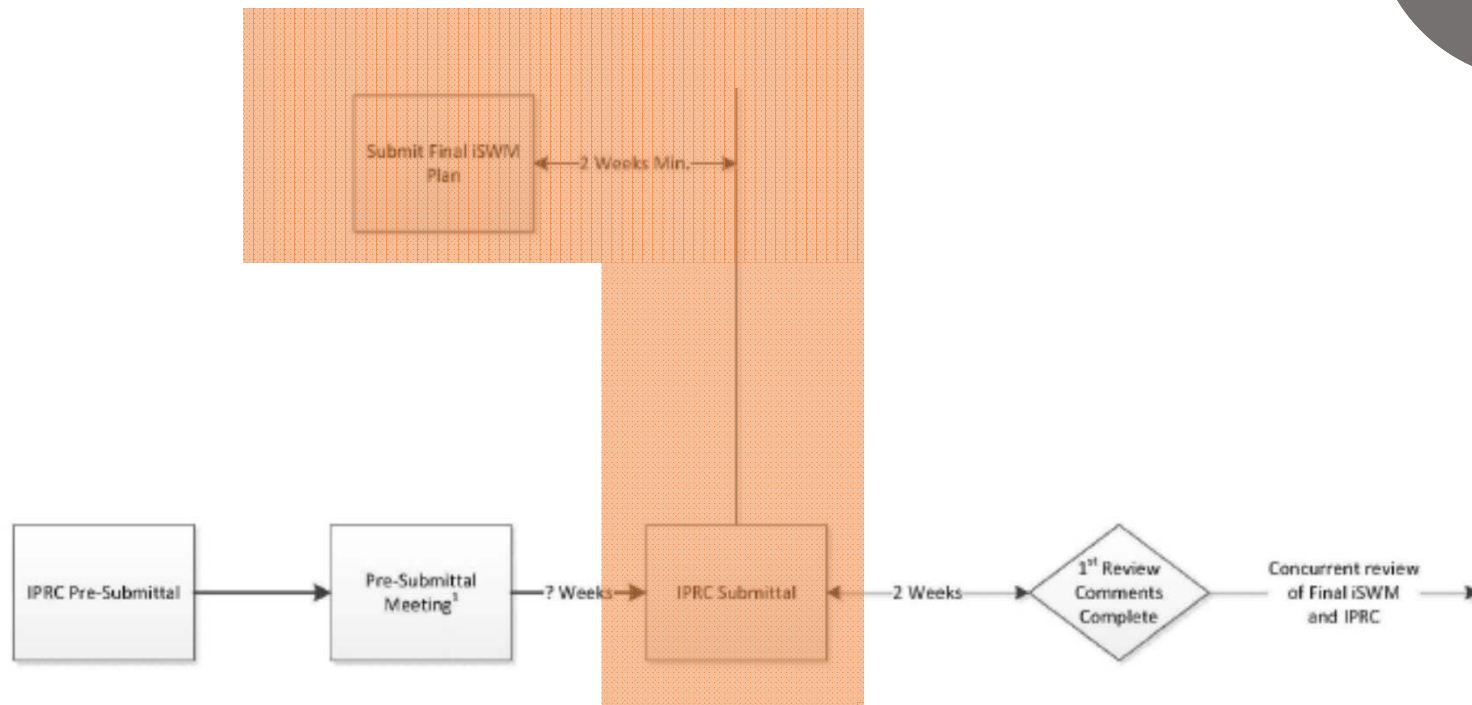 Submit Final iSWM
Plan
2 Weeks Min.
IPRC Pre-Submittal
Pre-Submittal
Meeting¹
? Weeks
IPRC Submittal
2 Weeks
1st Review
Comments
Complete
Concurrent review
of Final iSWM
and IPRC